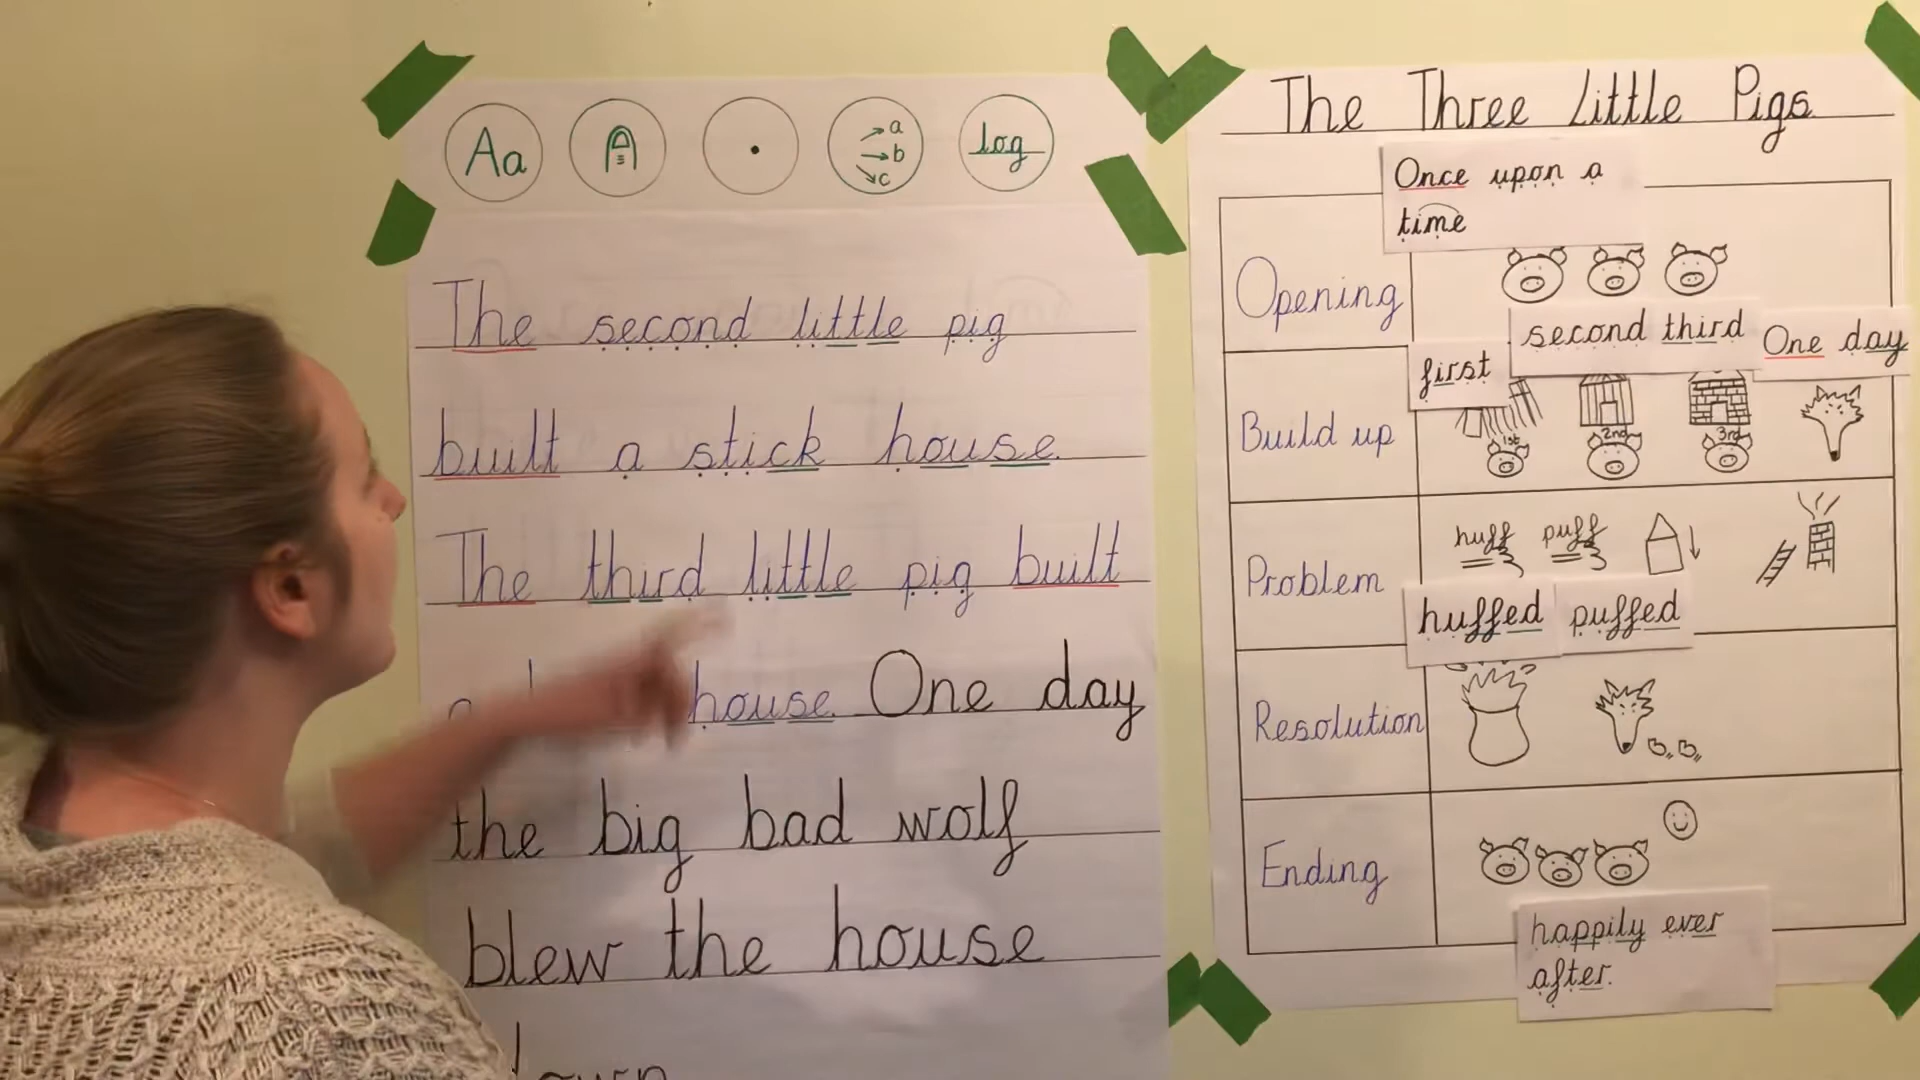 Aa
.
a
b
c
log
The second little pig
built a stick house.
The third little pig built
house. One day
the big bad wolf
blew the house
The Three Little Pigs
Once upon a
time
Opening
first second third One day
Build up
1st 2nd 3rd
Problem
huff puff
huffed puffed
Resolution
Ending
happily ever
after.